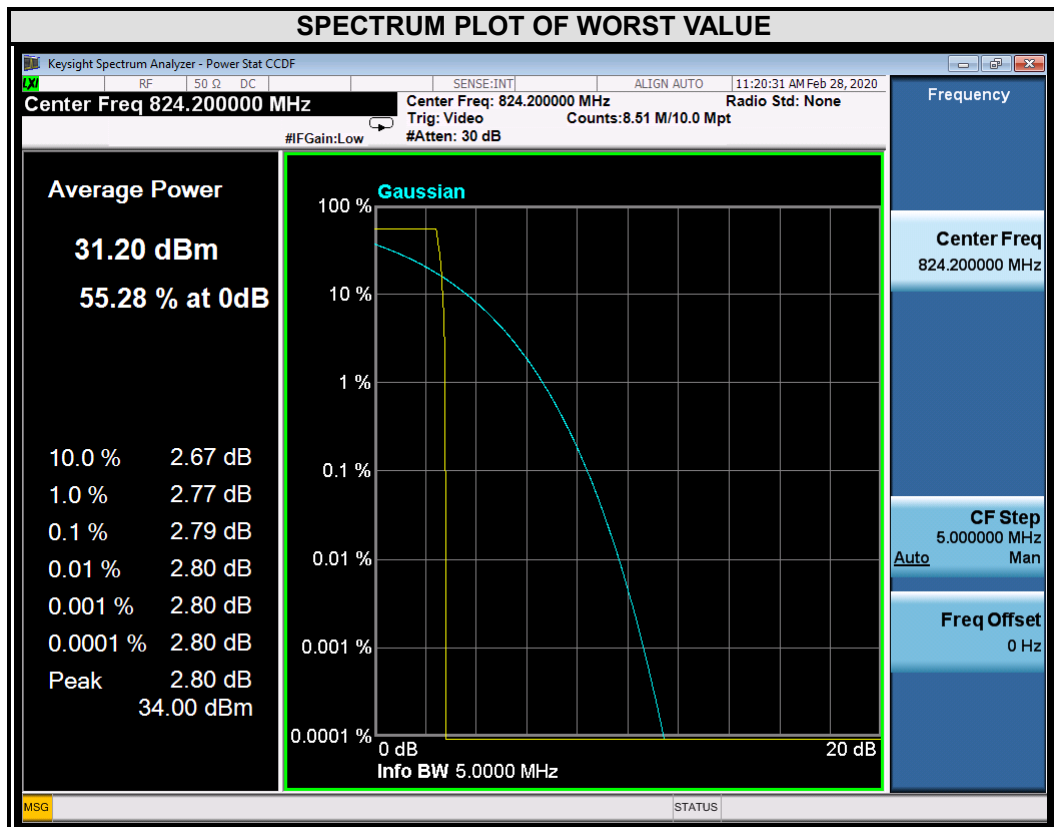 SPECTRUM PLOT OF WORST VALUE
Keysight Spectrum Analyzer - Power Stat CCDF
LXI RF 50 Ω DC SENSE:INT ALIGN AUTO 11:20:31 AM Feb 28, 2020
Center Freq 824.200000 MHz
Center Freq: 824.200000 MHz Radio Std: None
Trig: Video Counts:8.51 M/10.0 Mpt
#IFGain:Low #Atten: 30 dB
Frequency
Average Power
31.20 dBm
55.28 % at 0dB
10.0 % 2.67 dB
1.0 % 2.77 dB
0.1 % 2.79 dB
0.01 % 2.80 dB
0.001 % 2.80 dB
0.0001 % 2.80 dB
Peak 2.80 dB
34.00 dBm
Gaussian
100 %
10 %
1 %
0.1 %
0.01 %
0.001 %
0.0001 %
0 dB 20 dB
Info BW 5.0000 MHz
Center Freq
824.200000 MHz
CF Step
5.000000 MHz
Auto Man
Freq Offset
0 Hz
MSG STATUS